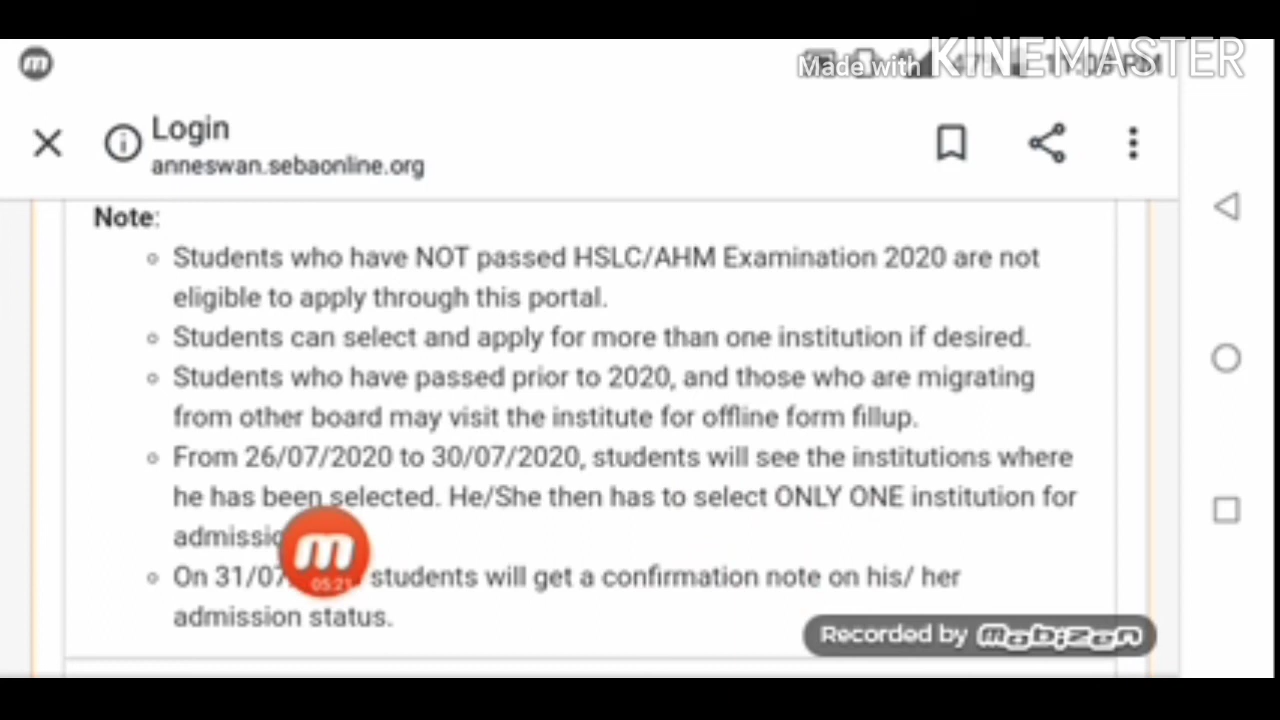 Made with KINEMASTER
Login
anneswan.sebaonline.org
Note:
Students who have NOT passed HSLC/AHM Examination 2020 are not
eligible to apply through this portal.
Students can select and apply for more than one institution if desired.
Students who have passed prior to 2020, and those who are migrating
from other board may visit the institute for offline form fillup.
From 26/07/2020 to 30/07/2020, students will see the institutions where
he has been selected. He/She then has to select ONLY ONE institution for
On students will get a confirmation note on his/ her
05:21
admission status.
Recorded by mobizen